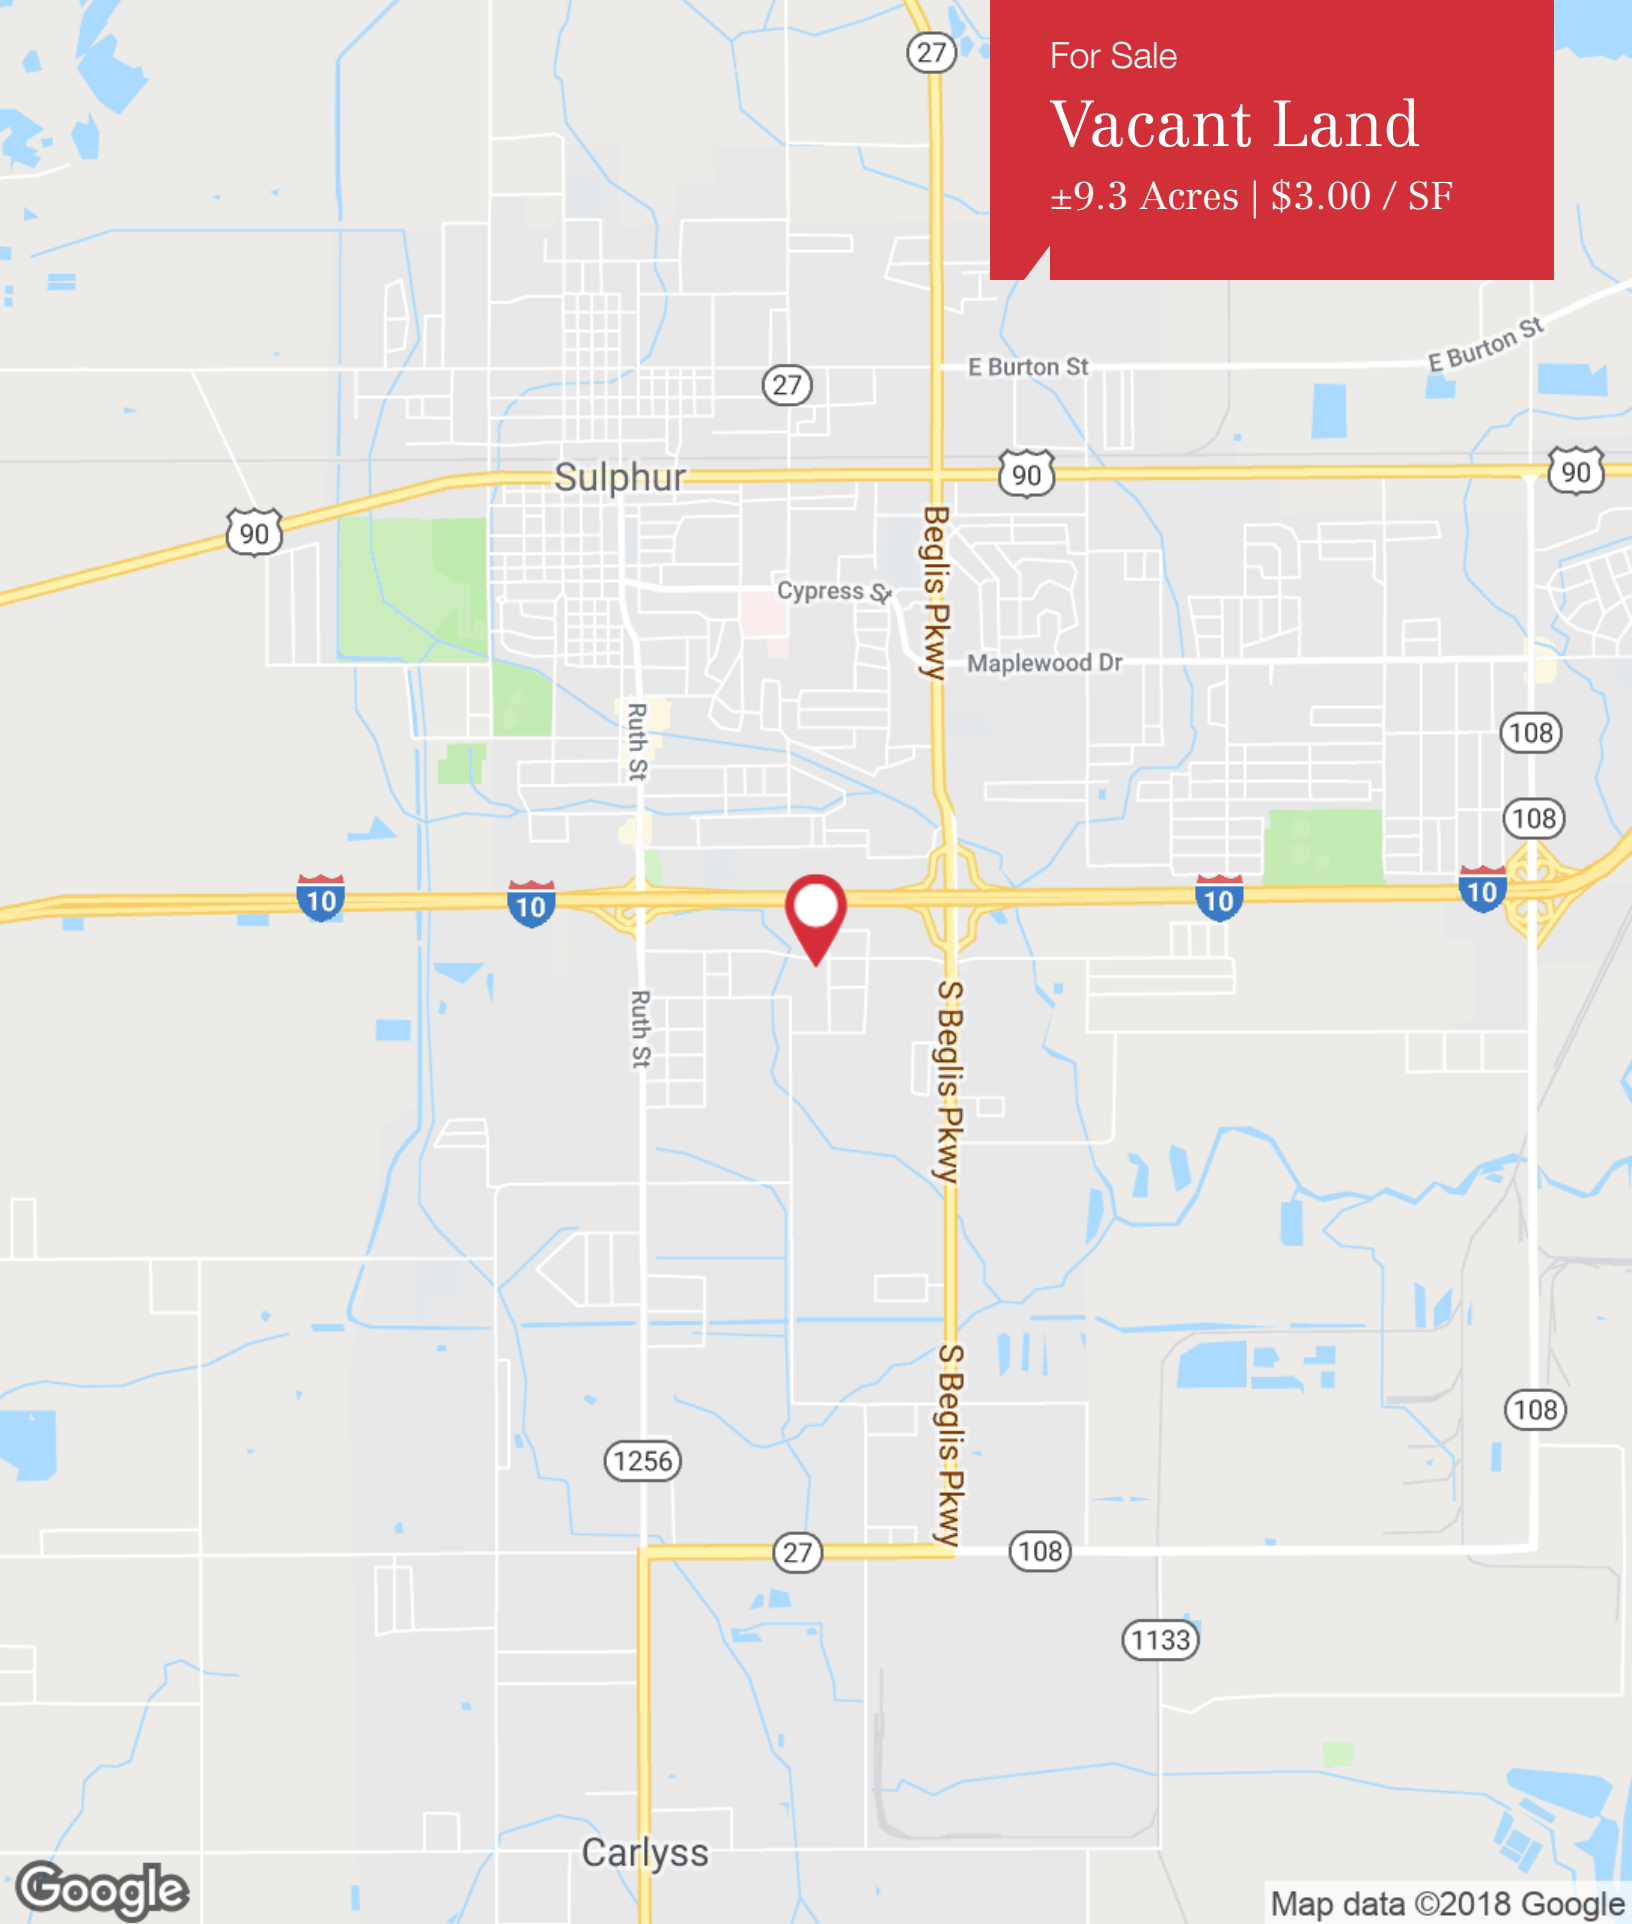 For Sale
Vacant Land
±9.3 Acres | $3.00 / SF
27
E Burton St
E Burton St
27
Sulphur
90
90
90
Beglis Pkwy
Cypress St
Maplewood Dr
Ruth St
108
108
10
10
10
10
Ruth St
S Beglis Pkwy
S Beglis Pkwy
108
1256
27
108
1133
Carlyss
Google
Map data ©2018 Google